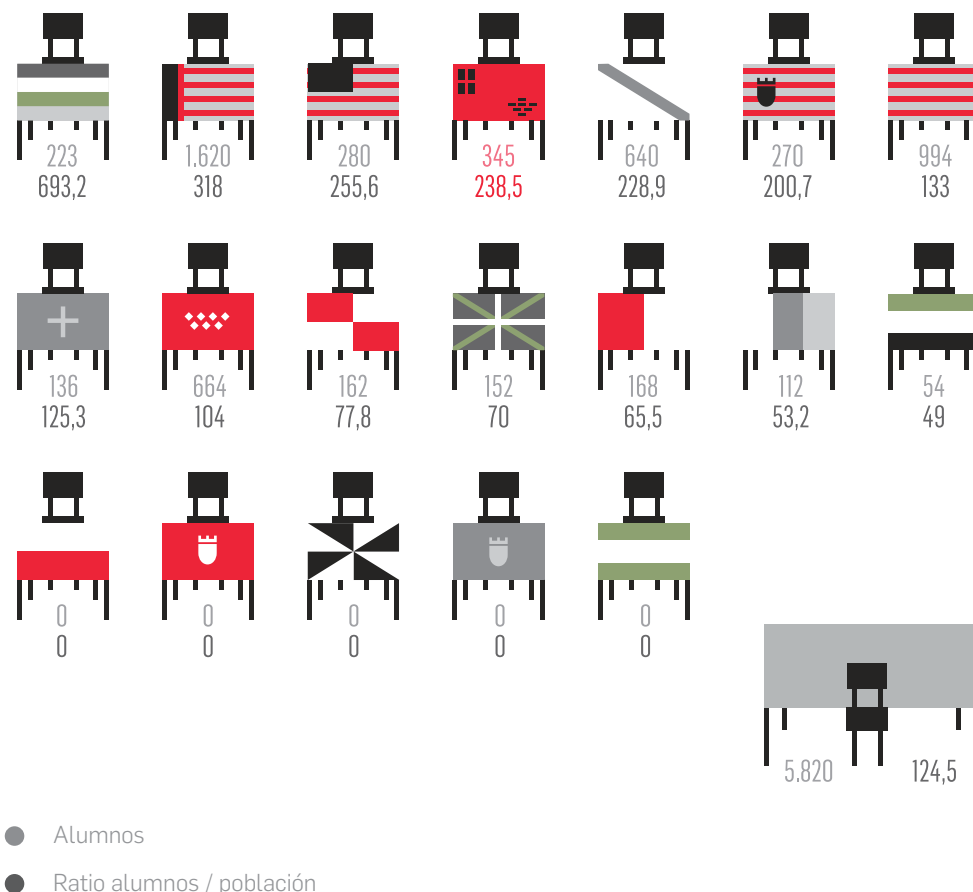 223 1.620 280 345 640 270 994
693,2 318 255,6 238,5 228,9 200,7 133
136 664 162 152 168 112 54
125,3 104 77,8 70 65,5 53,2 49
0 0 0 0 0
0 0 0 0 0
5.820 124,5
Alumnos
Ratio alumnos / población